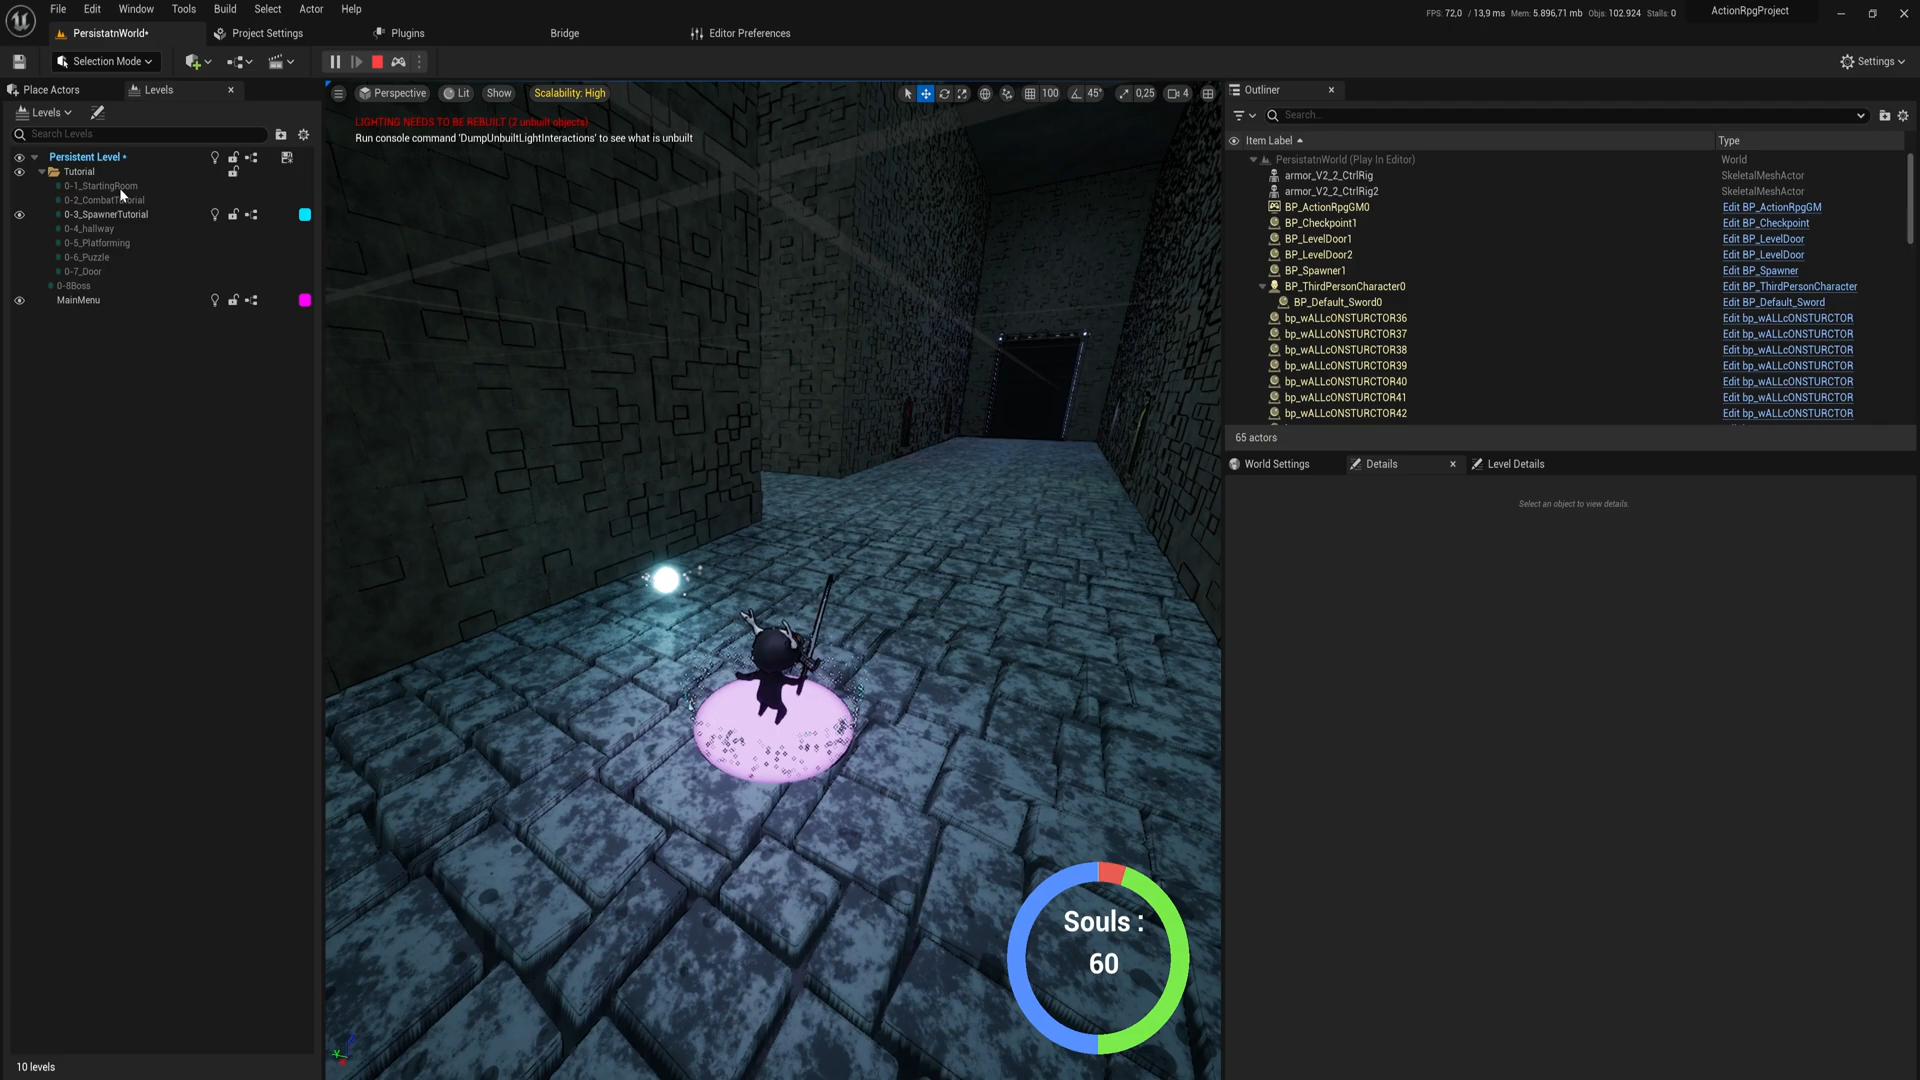 File Edit Window Tools Build Select Actor Help
FPS: 72,0 / 13,9 ms Mem: 5.896,71 mb Objs: 102.924 Stalls: 0
ActionRpgProject
PersistatnWorld*
Project Settings
Plugins
Bridge
Editor Preferences
Selection Mode
Settings
Place Actors
Levels
Levels
Search Levels
Persistent Level *
Tutorial
0-1_StartingRoom
0-2_CombatTutorial
0-3_SpawnerTutorial
0-4_hallway
0-5_Platforming
0-6_Puzzle
0-7_Door
0-8Boss
MainMenu
10 levels
Perspective
Lit
Show
Scalability: High
100
45°
0,25
4
LIGHTING NEEDS TO BE REBUILT (2 unbuilt objects)
Run console command 'DumpUnbuiltLightInteractions' to see what is unbuilt
Souls :
60
Outliner
Search...
Item Label
Type
PersistatnWorld (Play In Editor) World
armor_V2_2_CtrlRig SkeletalMeshActor
armor_V2_2_CtrlRig2 SkeletalMeshActor
BP_ActionRpgGM0 Edit BP_ActionRpgGM
BP_Checkpoint1 Edit BP_Checkpoint
BP_LevelDoor1 Edit BP_LevelDoor
BP_LevelDoor2 Edit BP_LevelDoor
BP_Spawner1 Edit BP_Spawner
BP_ThirdPersonCharacter0 Edit BP_ThirdPersonCharacter
BP_Default_Sword0 Edit BP_Default_Sword
bp_wALLcONSTURCTOR36 Edit bp_wALLcONSTURCTOR
bp_wALLcONSTURCTOR37 Edit bp_wALLcONSTURCTOR
bp_wALLcONSTURCTOR38 Edit bp_wALLcONSTURCTOR
bp_wALLcONSTURCTOR39 Edit bp_wALLcONSTURCTOR
bp_wALLcONSTURCTOR40 Edit bp_wALLcONSTURCTOR
bp_wALLcONSTURCTOR41 Edit bp_wALLcONSTURCTOR
bp_wALLcONSTURCTOR42 Edit bp_wALLcONSTURCTOR
65 actors
World Settings
Details
Level Details
Select an object to view details.